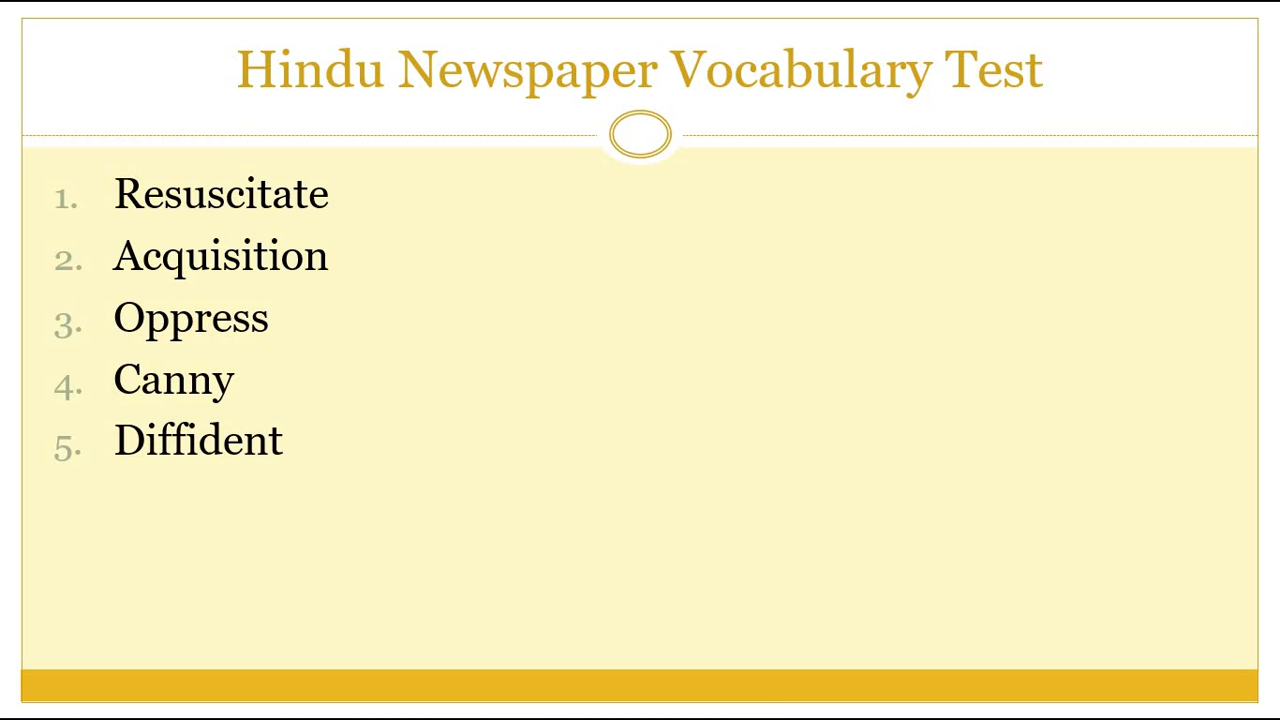 Hindu Newspaper Vocabulary Test
1. Resuscitate
2. Acquisition
3. Oppress
4. Canny
5. Diffident